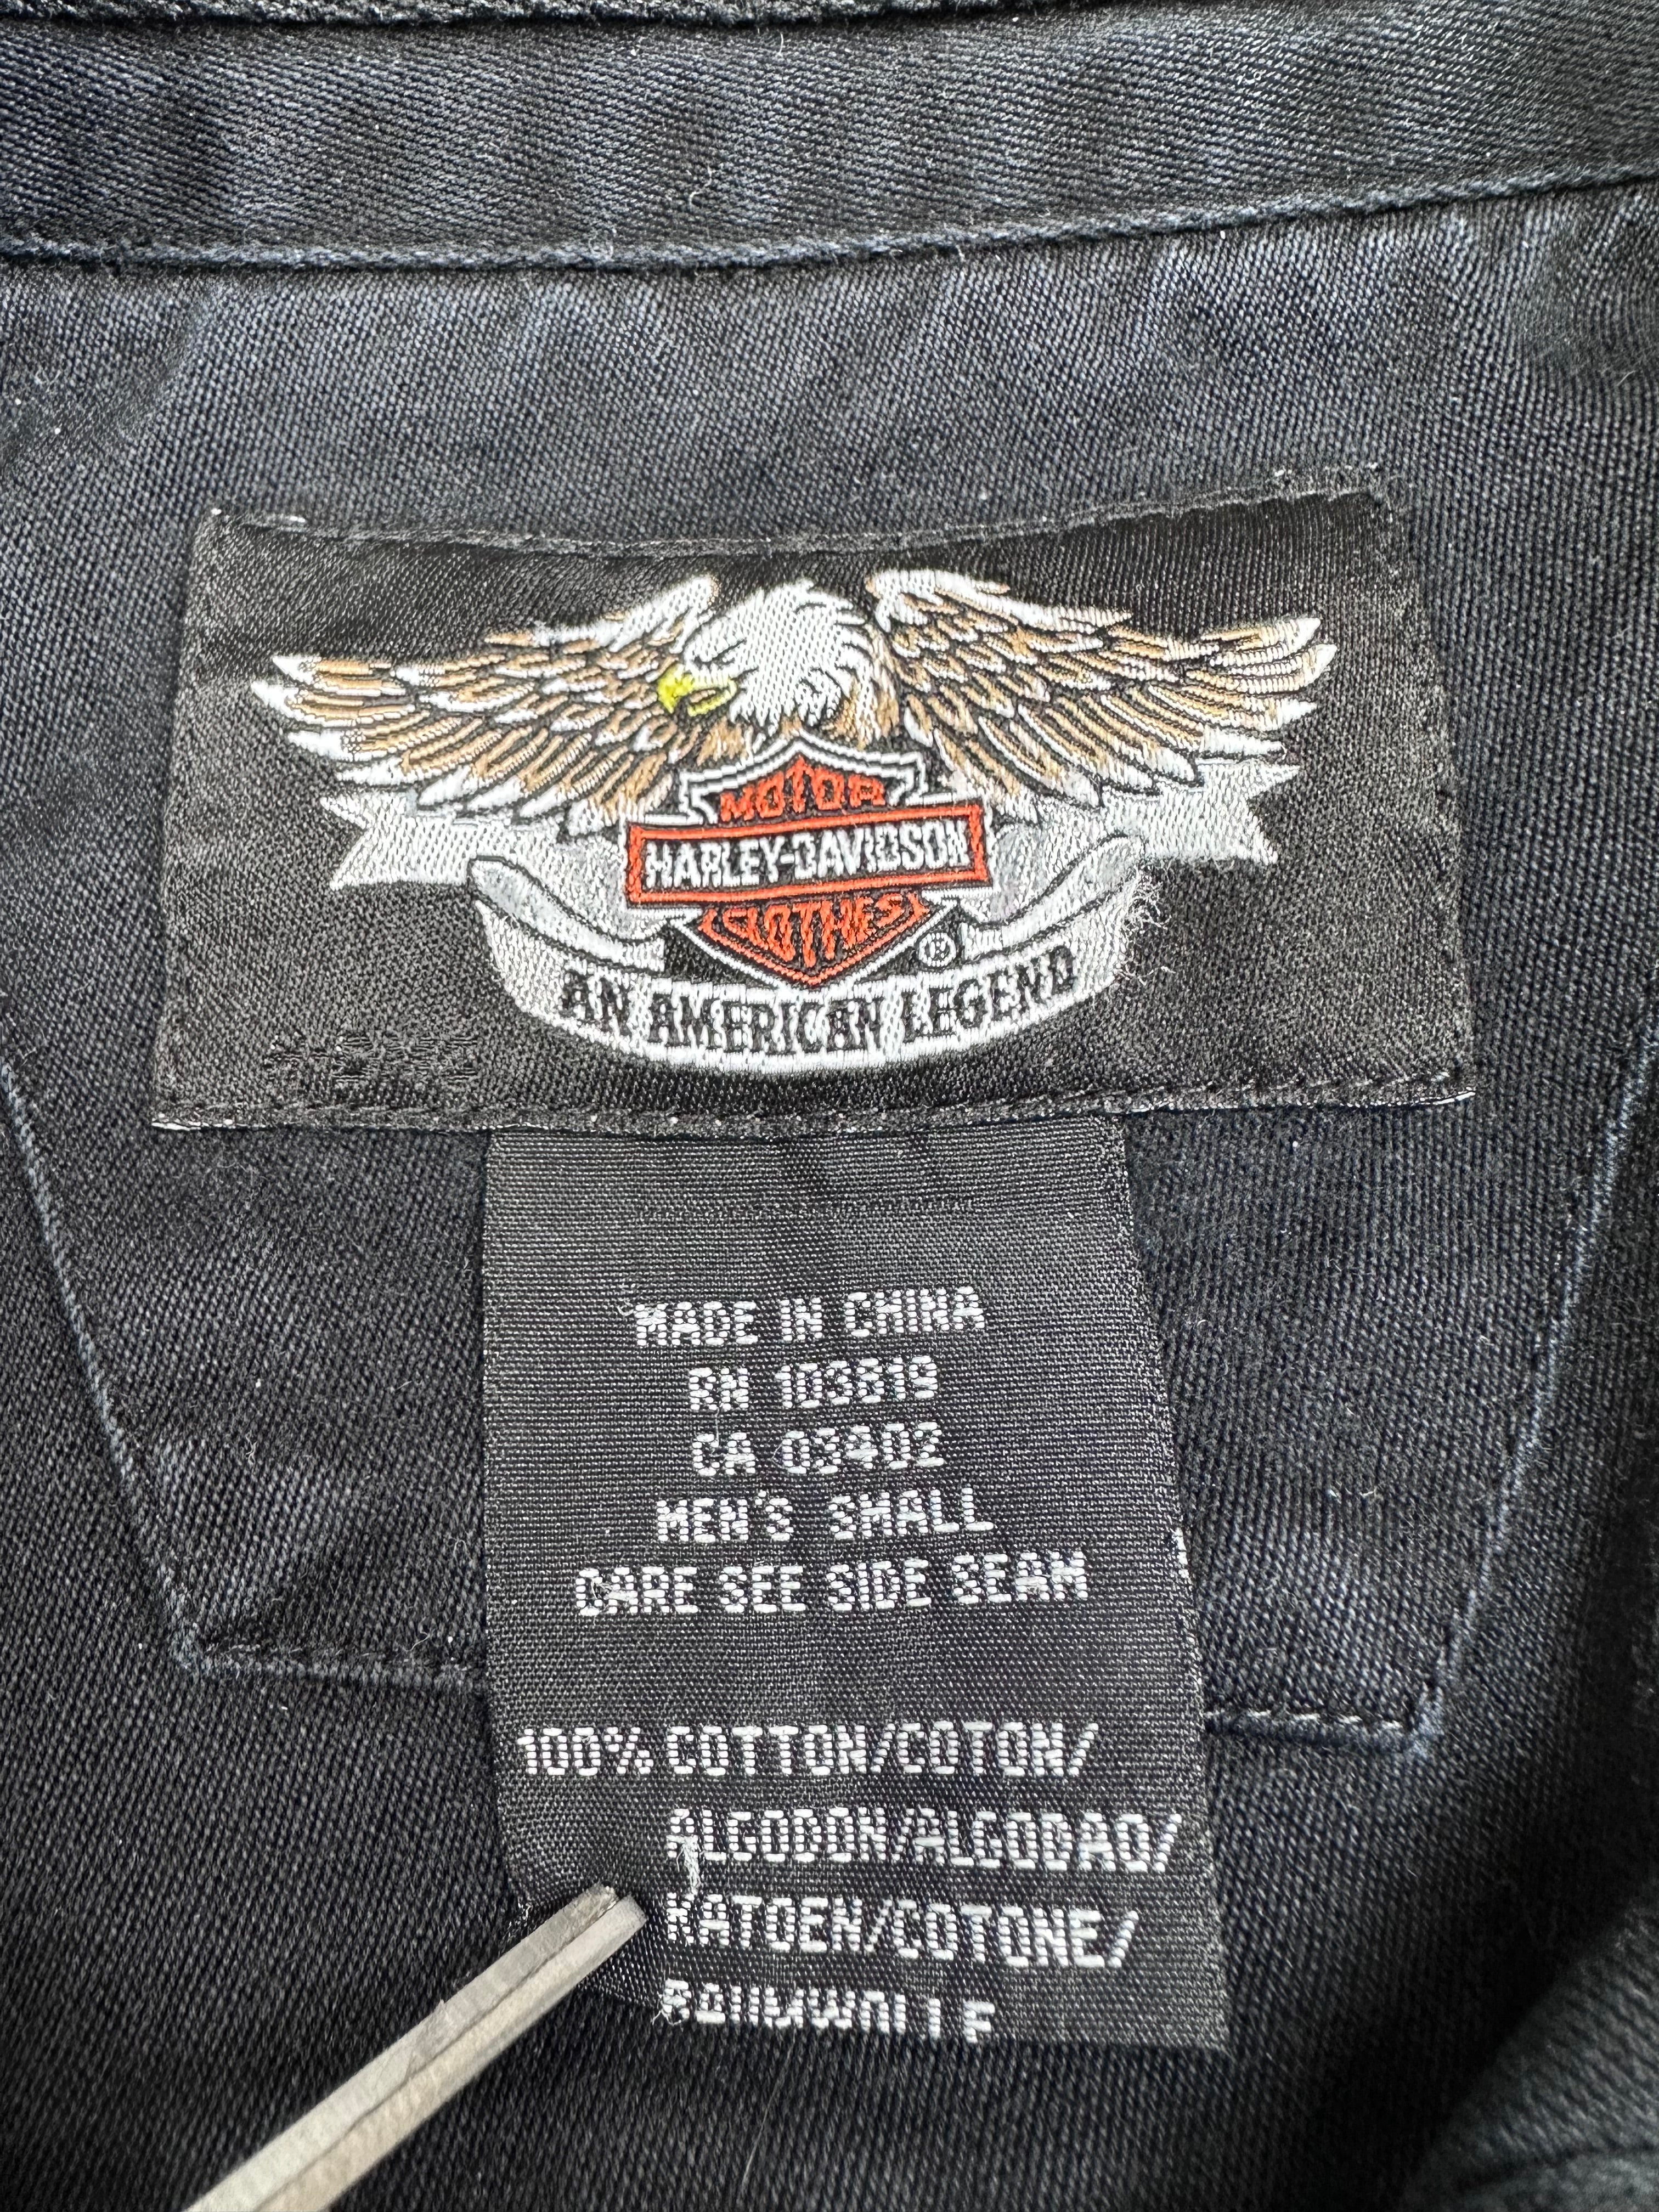 MOTOR
HARLEY-DAVIDSON
CLOTHES
®
AN AMERICAN LEGEND
MADE IN CHINA
RN 103819
CA 03402
MEN'S SMALL
CARE SEE SIDE SEAM
100% COTTON/COTON/
ALGODON/ALGODAO/
KATOEN/COTONE/
BAUMWOLLE